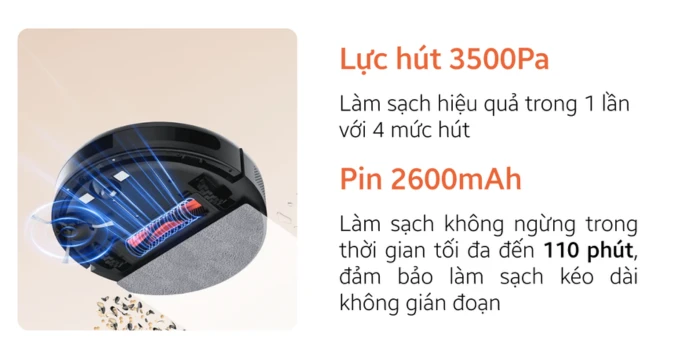 Lực hút 3500Pa
Làm sạch hiệu quả trong 1 lần
với 4 mức hút
Pin 2600mAh
Làm sạch không ngừng trong
thời gian tối đa đến 110 phút,
đảm bảo làm sạch kéo dài
không gián đoạn